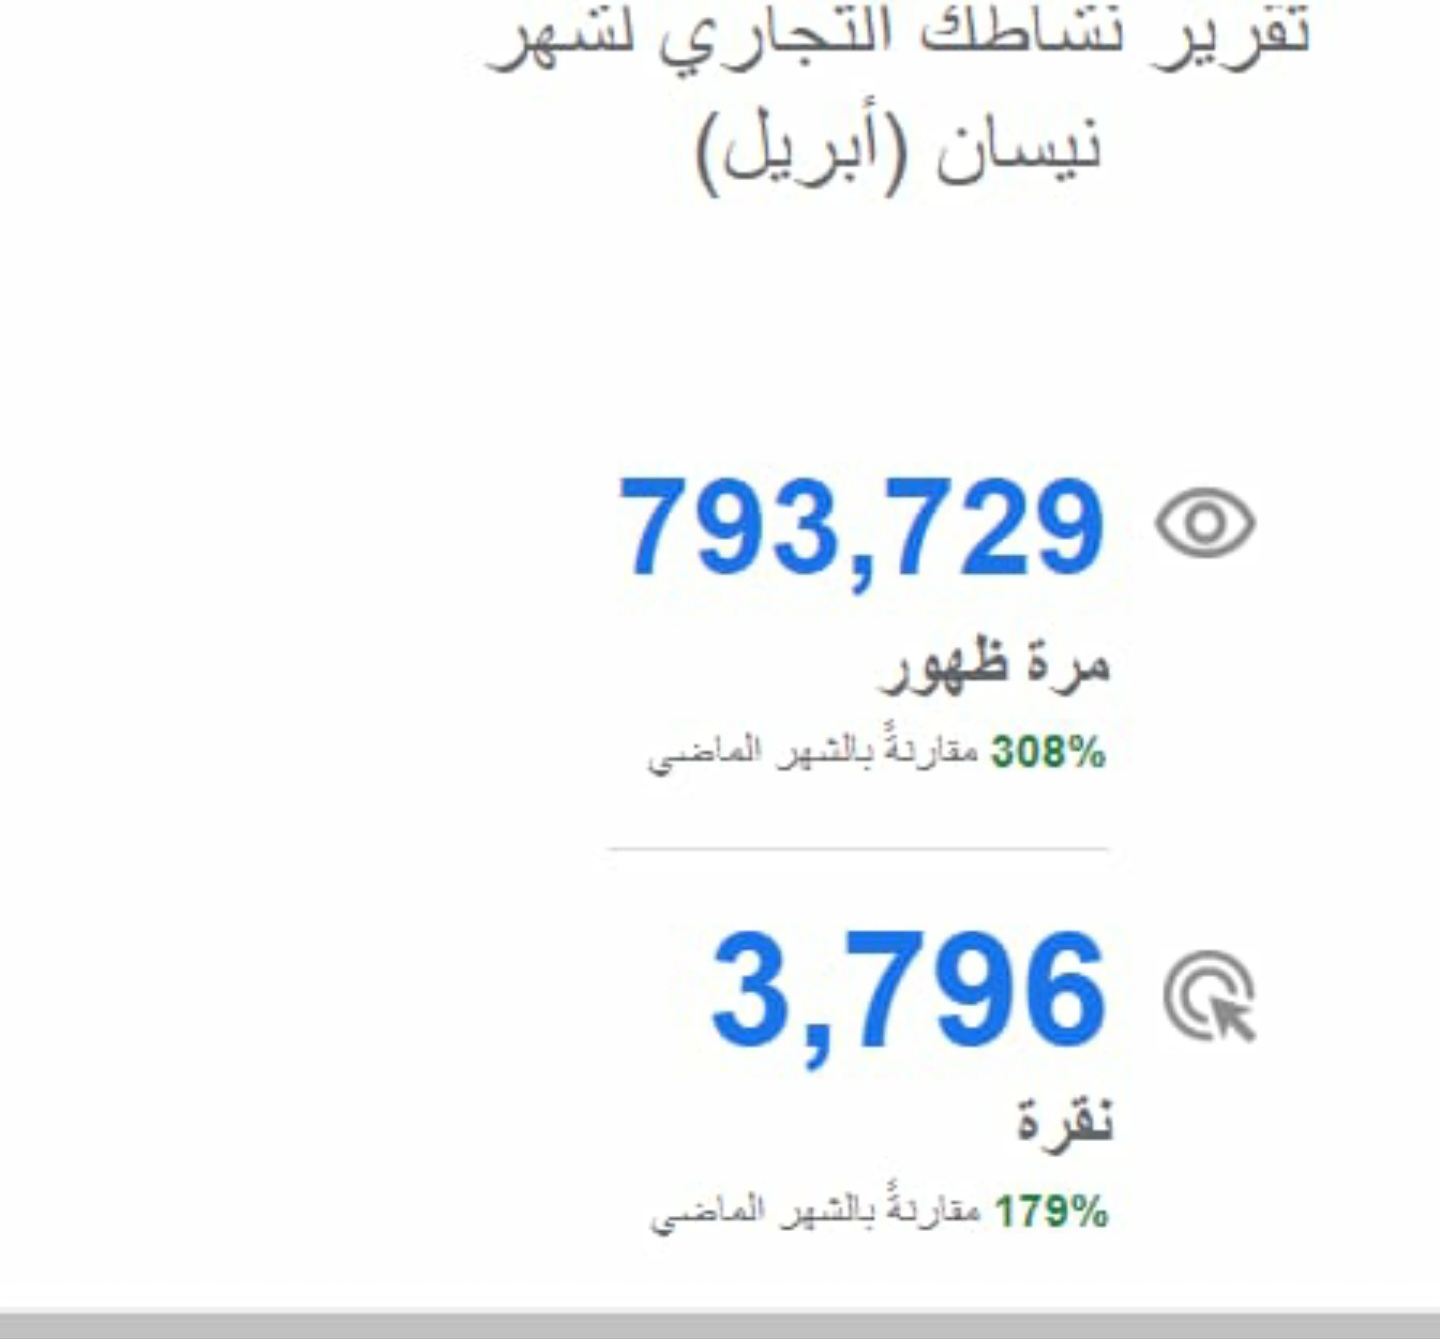 تقرير نشاطك التجاري لشهر
نيسان (أبريل)
793,729
مرة ظهور
308% مقارنةً بالشهر الماضي
3,796
نقرة
179% مقارنةً بالشهر الماضي